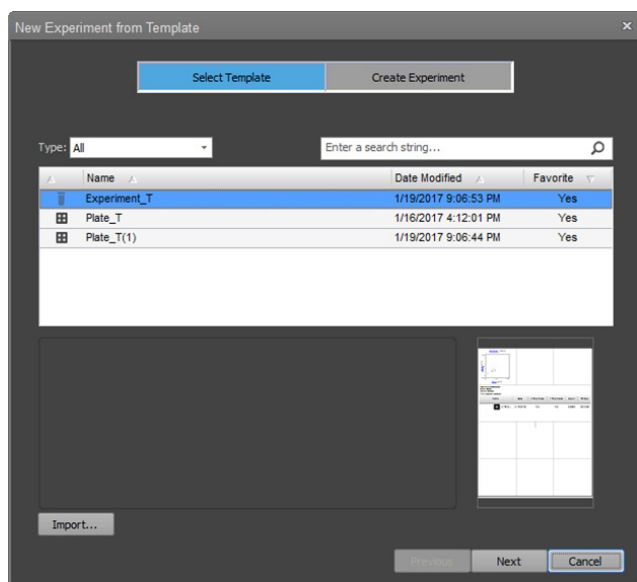 New Experiment from Template
Select Template Create Experiment
Type: All Enter a search string...
Name Date Modified Favorite
Experiment_T 1/19/2017 9:06:53 PM Yes
Plate_T 1/16/2017 4:12:01 PM Yes
Plate_T(1) 1/19/2017 9:06:44 PM Yes
Import...
Previous Next Cancel